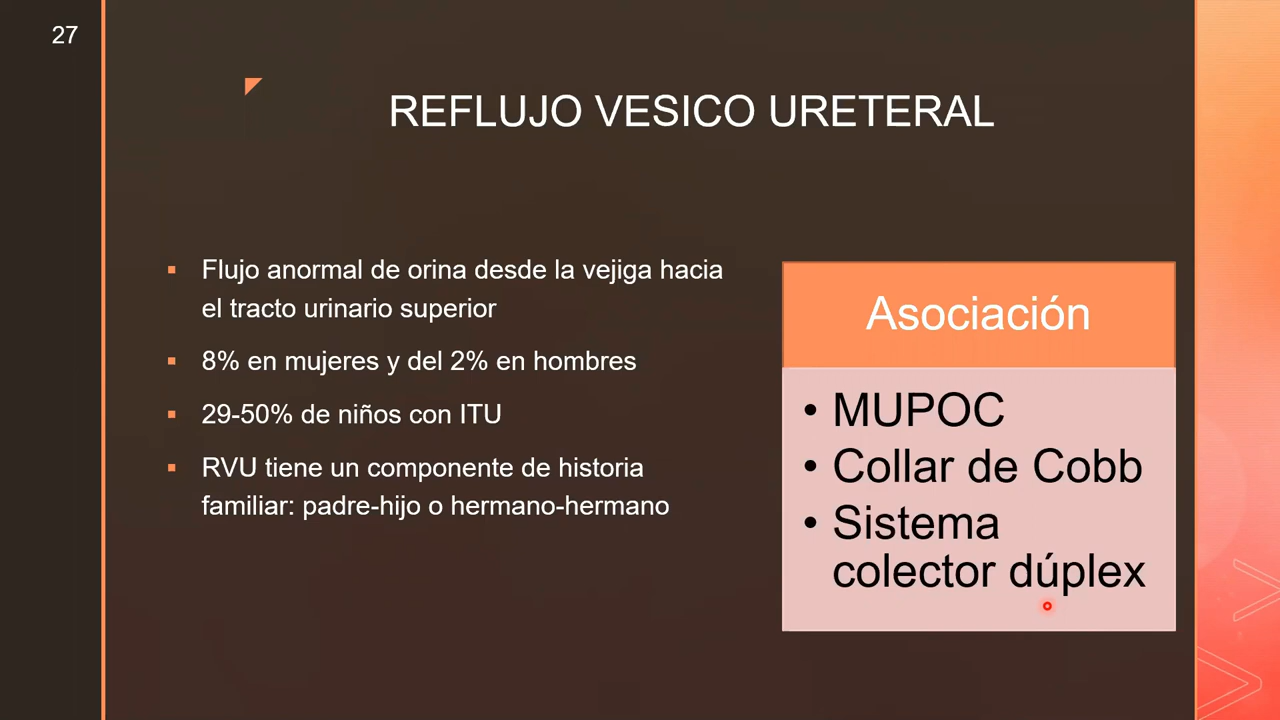 27
REFLUJO VESICO URETERAL
▪ Flujo anormal de orina desde la vejiga hacia
el tracto urinario superior
▪ 8% en mujeres y del 2% en hombres
▪ 29-50% de niños con ITU
▪ RVU tiene un componente de historia
familiar: padre-hijo o hermano-hermano
Asociación
• MUPOC
• Collar de Cobb
• Sistema
colector dúplex